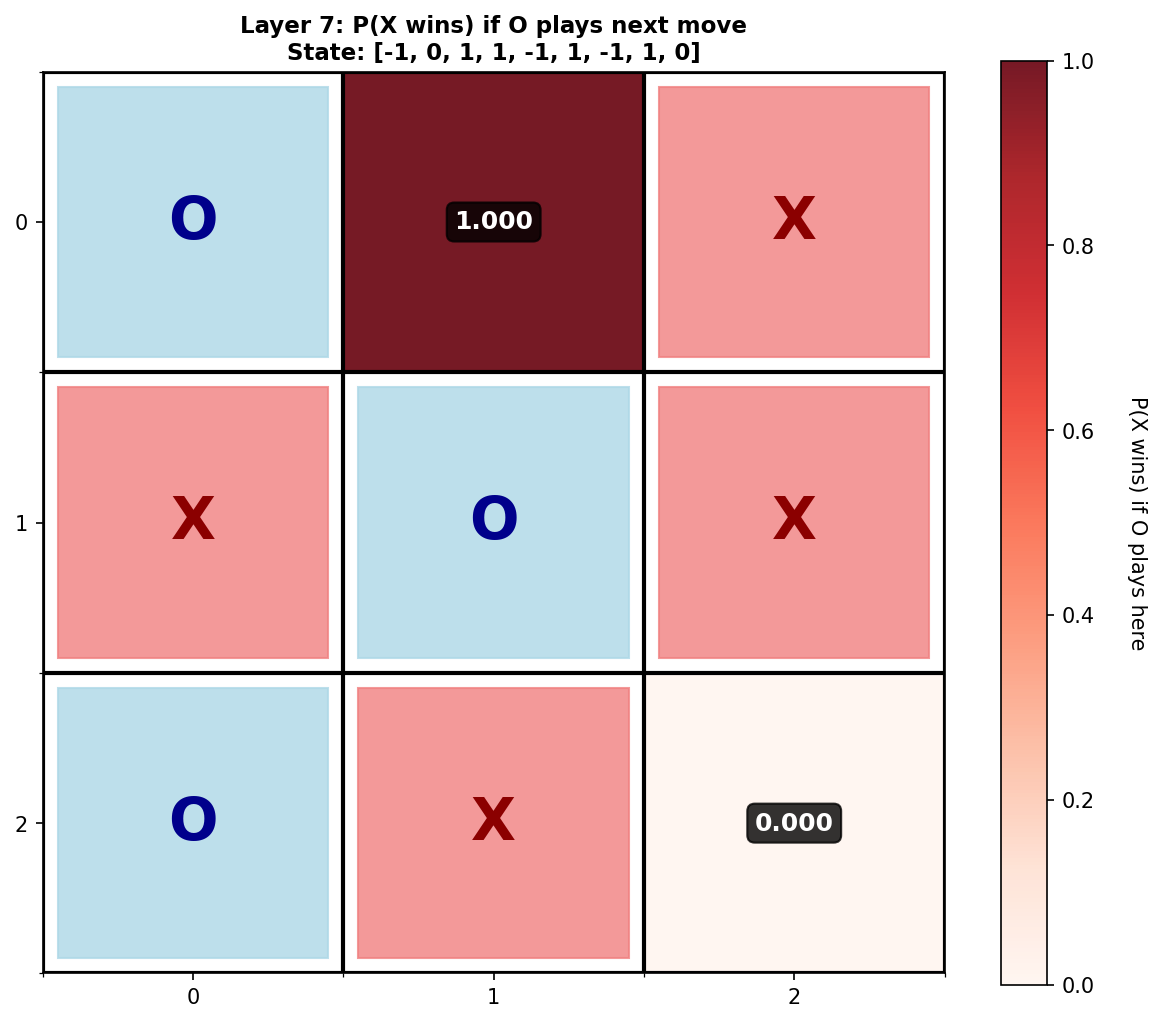 Layer 7: P(X wins) if O plays next move
State: [-1, 0, 1, 1, -1, 1, -1, 1, 0]
1.0
0 O 1.000 X
0.8
0.6
P(X wins) if O plays here
1 X O X
0.4
0.2
2 O X 0.000
0.0
0 1 2